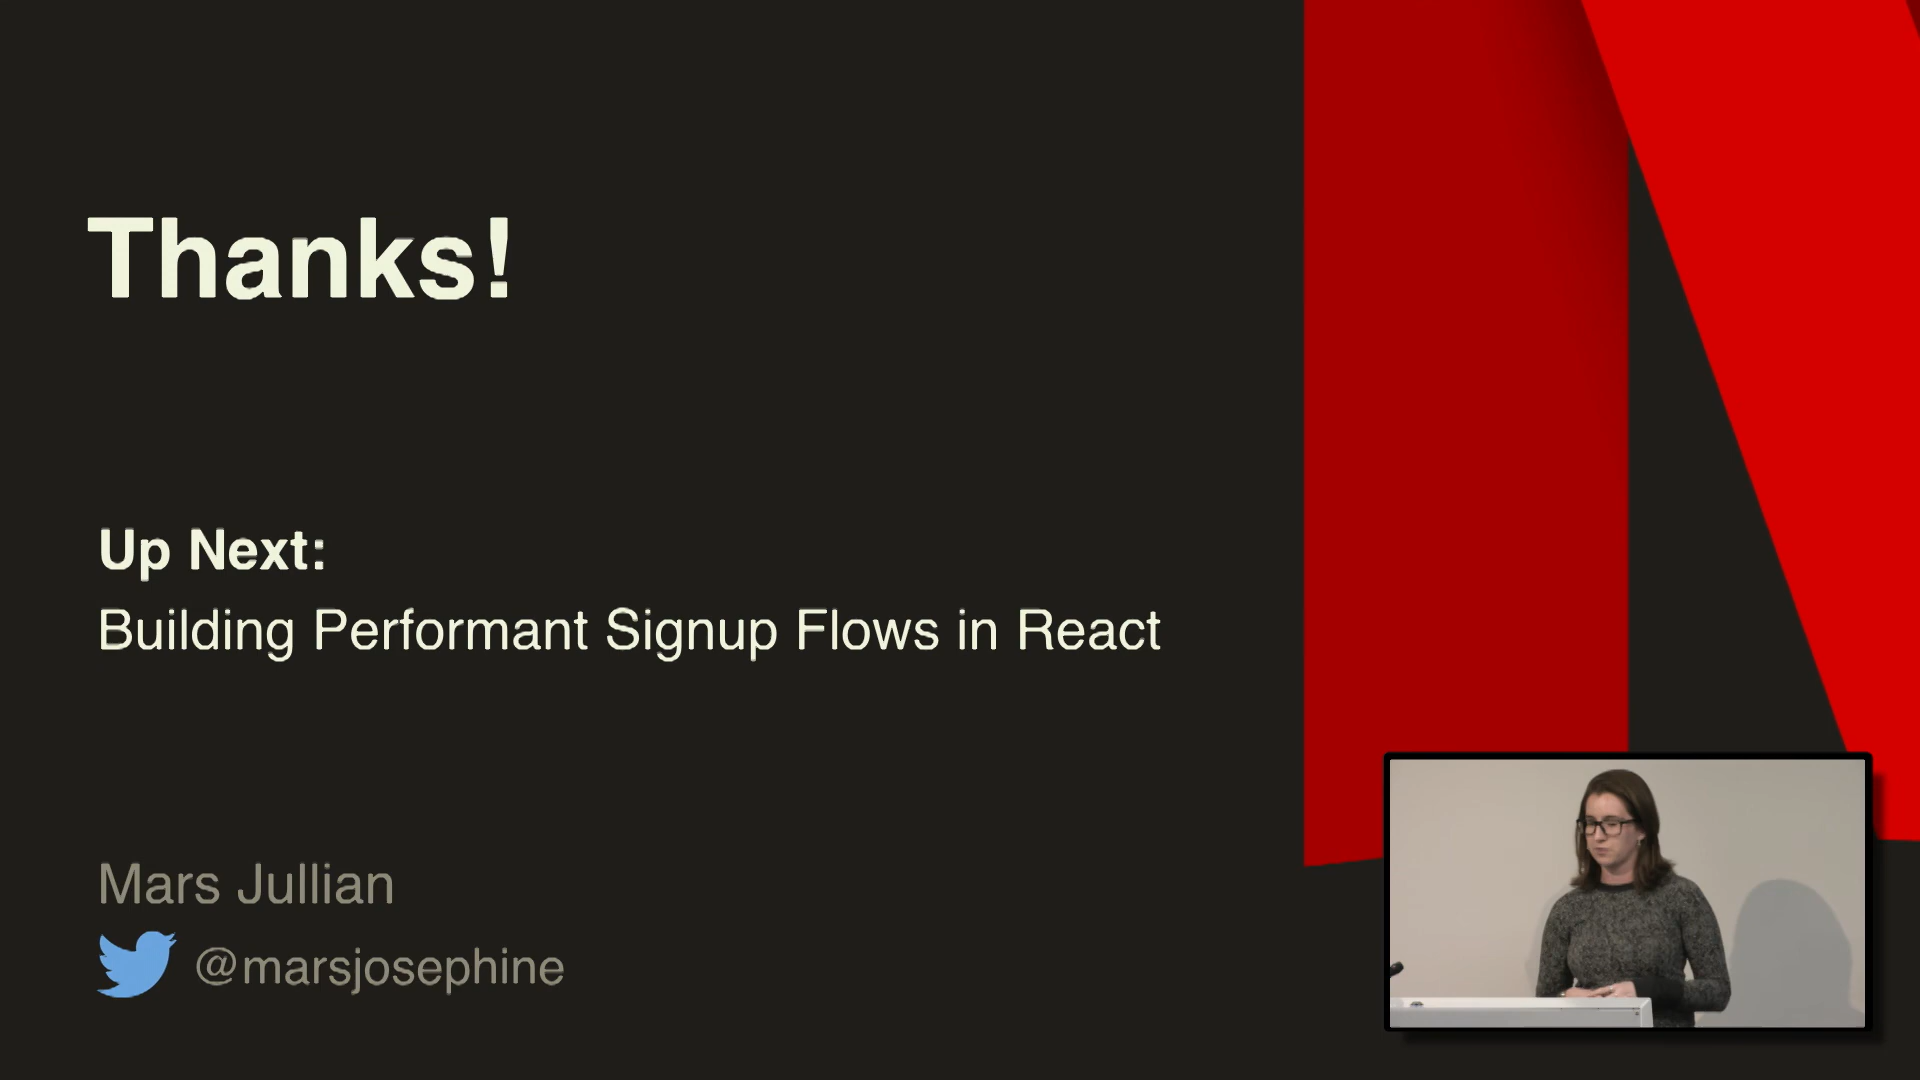 Thanks!
Up Next:
Building Performant Signup Flows in React
Mars Jullian
@marsjosephine